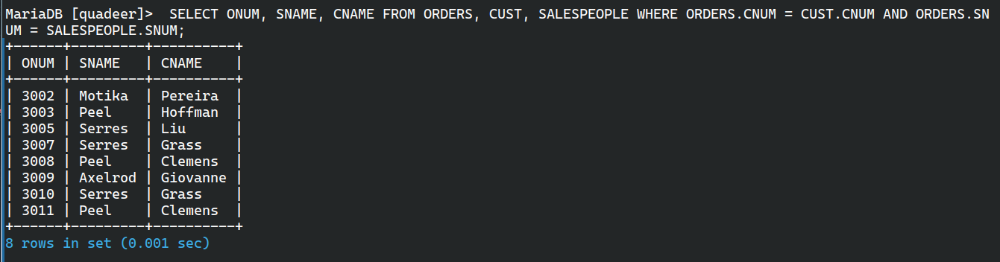 MariaDB [quadeer]>  SELECT ONUM, SNAME, CNAME FROM ORDERS, CUST, SALESPEOPLE WHERE ORDERS.CNUM = CUST.CNUM AND ORDERS.SN
UM = SALESPEOPLE.SNUM;
+------+---------+----------+
| ONUM | SNAME   | CNAME    |
+------+---------+----------+
| 3002 | Motika  | Pereira  |
| 3003 | Peel    | Hoffman  |
| 3005 | Serres  | Liu      |
| 3007 | Serres  | Grass    |
| 3008 | Peel    | Clemens  |
| 3009 | Axelrod | Giovanne |
| 3010 | Serres  | Grass    |
| 3011 | Peel    | Clemens  |
+------+---------+----------+
8 rows in set (0.001 sec)